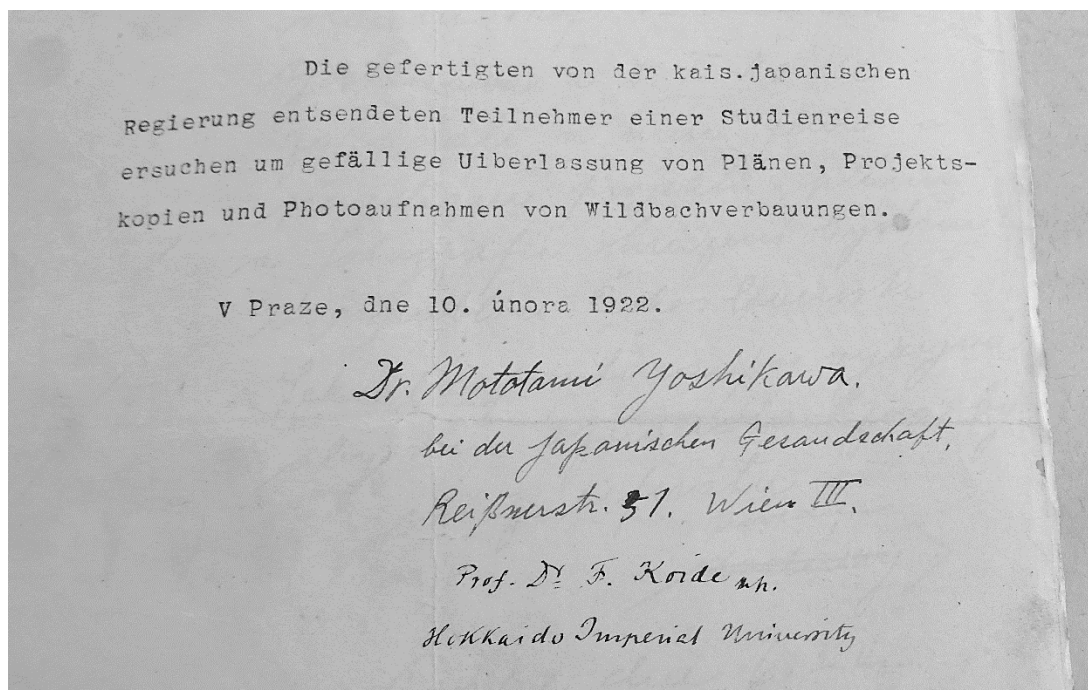 Die gefertigten von der kais.japanischen
Regierung entsendeten Teilnehmer einer Studienreise
ersuchen um gefällige Uiberlassung von Plänen, Projekts-
kopien und Photoaufnahmen von Wildbachverbauungen.
V Praze, dne 10. února 1922.
Dr. Mototami Yoshikawa.
bei der Japanischen Gesandschaft,
Reißnerstr. 51. Wien III.
Prof. Dr F. Koide
Hokkaido Imperial University